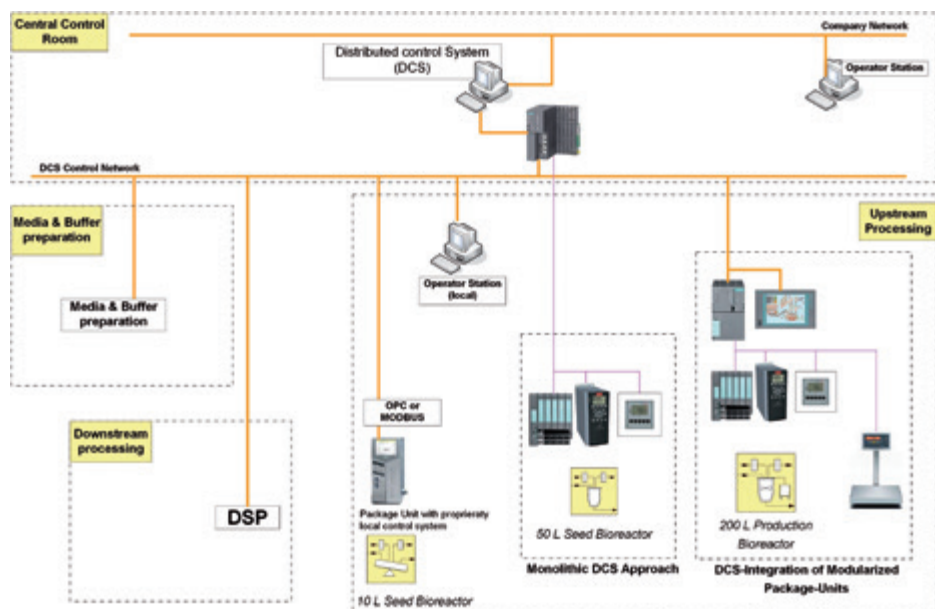 Central Control
Room
Company Network
Distributed control System
(DCS)
Operator Station
DCS Control Network
Media & Buffer
preparation
Upstream
Processing
Media & Buffer
preparation
Operator Station
(local)
OPC or
MODBUS
Downstream
processing
DSP
Package Unit with proprieraty
local control system
10 L Seed Bioreactor
50 L Seed Bioreactor
Monolithic DCS Approach
200 L Production
Bioreactor
DCS-Integration of Modularized
Package-Units